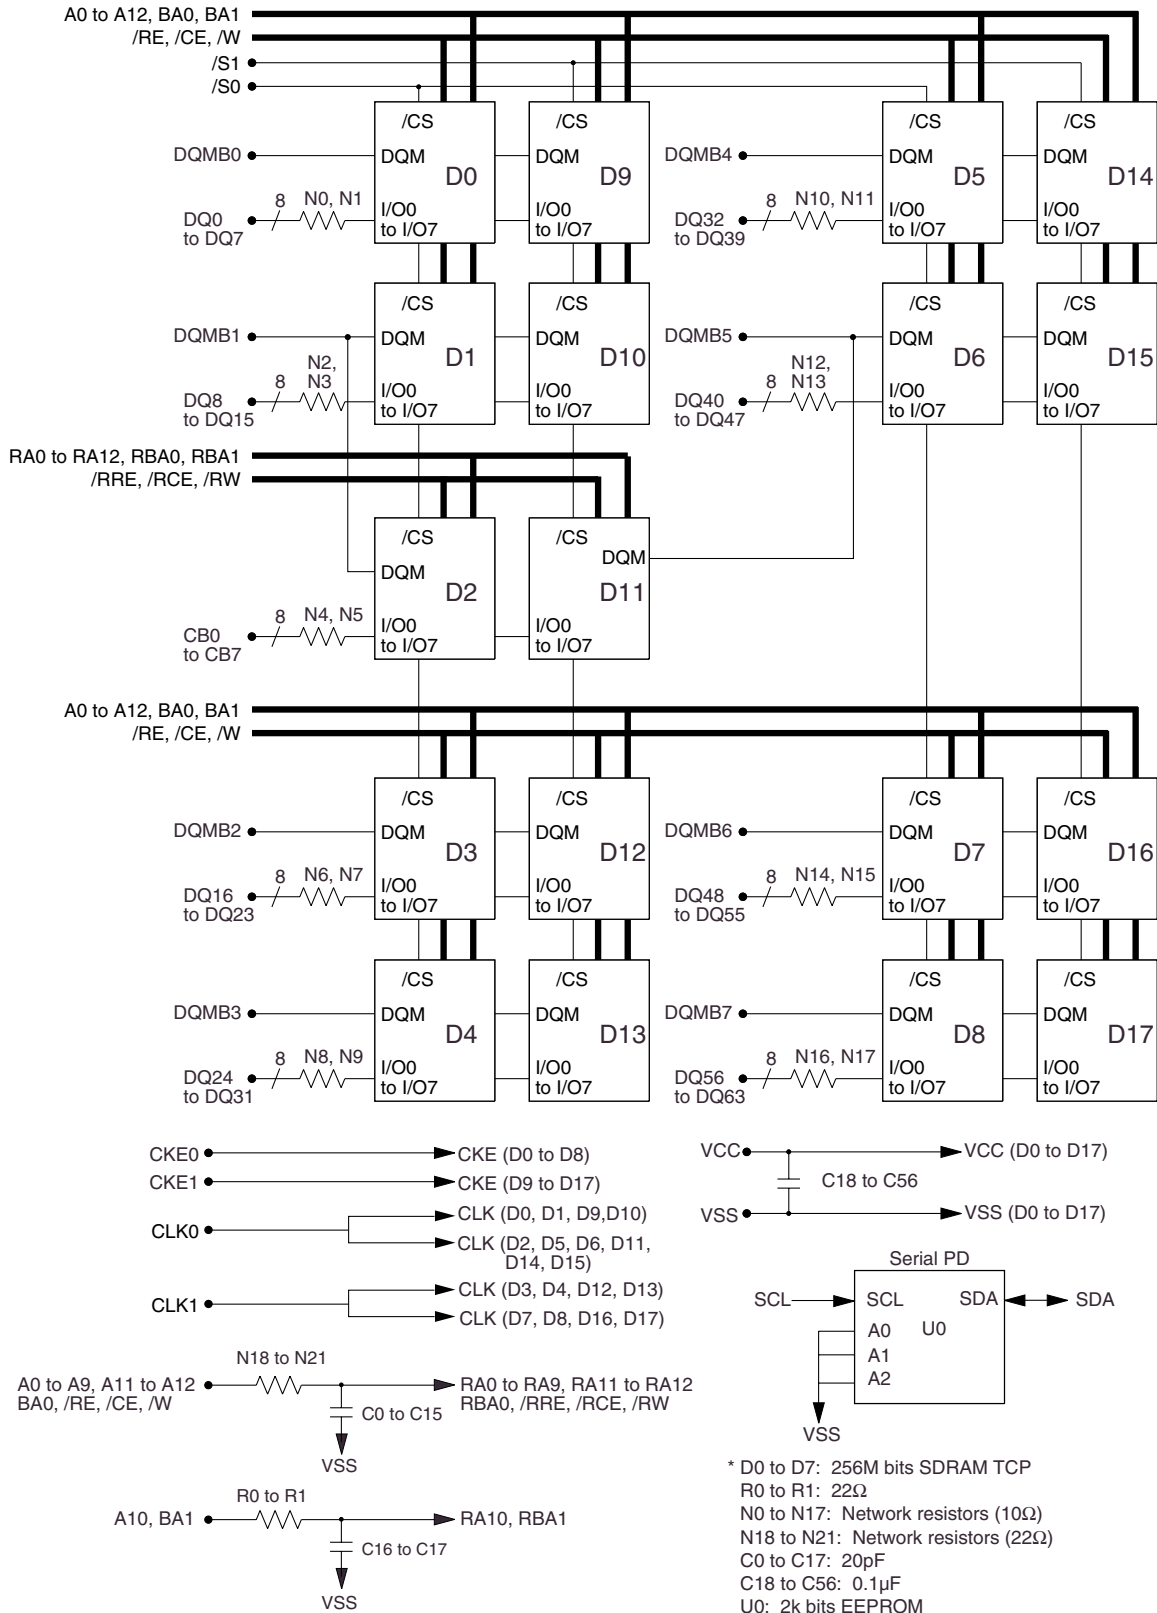 A0 to A12, BA0, BA1
/RE, /CE, /W
/S1
/S0
/CS
/CS
/CS
/CS
DQMB0
DQM
D0
DQM
D9
DQMB4
DQM
D5
DQM
D14
8
N0, N1
8
N10, N11
DQ0
to DQ7
I/O0
to I/O7
I/O0
to I/O7
DQ32
to DQ39
I/O0
to I/O7
I/O0
to I/O7
/CS
/CS
/CS
/CS
DQMB1
DQM
D1
DQM
D10
DQMB5
DQM
D6
DQM
D15
8
N2,
N3
8
N12,
N13
DQ8
to DQ15
I/O0
to I/O7
I/O0
to I/O7
DQ40
to DQ47
I/O0
to I/O7
I/O0
to I/O7
RA0 to RA12, RBA0, RBA1
/RRE, /RCE, /RW
/CS
/CS
DQM
D2
DQM
D11
8
N4, N5
CB0
to CB7
I/O0
to I/O7
I/O0
to I/O7
A0 to A12, BA0, BA1
/RE, /CE, /W
/CS
/CS
/CS
/CS
DQMB2
DQM
D3
DQM
D12
DQMB6
DQM
D7
DQM
D16
8
N6, N7
8
N14, N15
DQ16
to DQ23
I/O0
to I/O7
I/O0
to I/O7
DQ48
to DQ55
I/O0
to I/O7
I/O0
to I/O7
/CS
/CS
/CS
/CS
DQMB3
DQM
D4
DQM
D13
DQMB7
DQM
D8
DQM
D17
8
N8, N9
8
N16, N17
DQ24
to DQ31
I/O0
to I/O7
I/O0
to I/O7
DQ56
to DQ63
I/O0
to I/O7
I/O0
to I/O7
CKE0
CKE (D0 to D8)
CKE1
CKE (D9 to D17)
CLK0
CLK (D0, D1, D9,D10)
CLK (D2, D5, D6, D11,
D14, D15)
CLK1
CLK (D3, D4, D12, D13)
CLK (D7, D8, D16, D17)
VCC
VCC (D0 to D17)
C18 to C56
VSS
VSS (D0 to D17)
Serial PD
SCL
SCL
SDA
SDA
A0
U0
A1
A2
VSS
N18 to N21
A0 to A9, A11 to A12
BA0, /RE, /CE, /W
RA0 to RA9, RA11 to RA12
RBA0, /RRE, /RCE, /RW
C0 to C15
VSS
R0 to R1
A10, BA1
RA10, RBA1
C16 to C17
VSS
* D0 to D7: 256M bits SDRAM TCP
R0 to R1: 22Ω
N0 to N17: Network resistors (10Ω)
N18 to N21: Network resistors (22Ω)
C0 to C17: 20pF
C18 to C56: 0.1µF
U0: 2k bits EEPROM